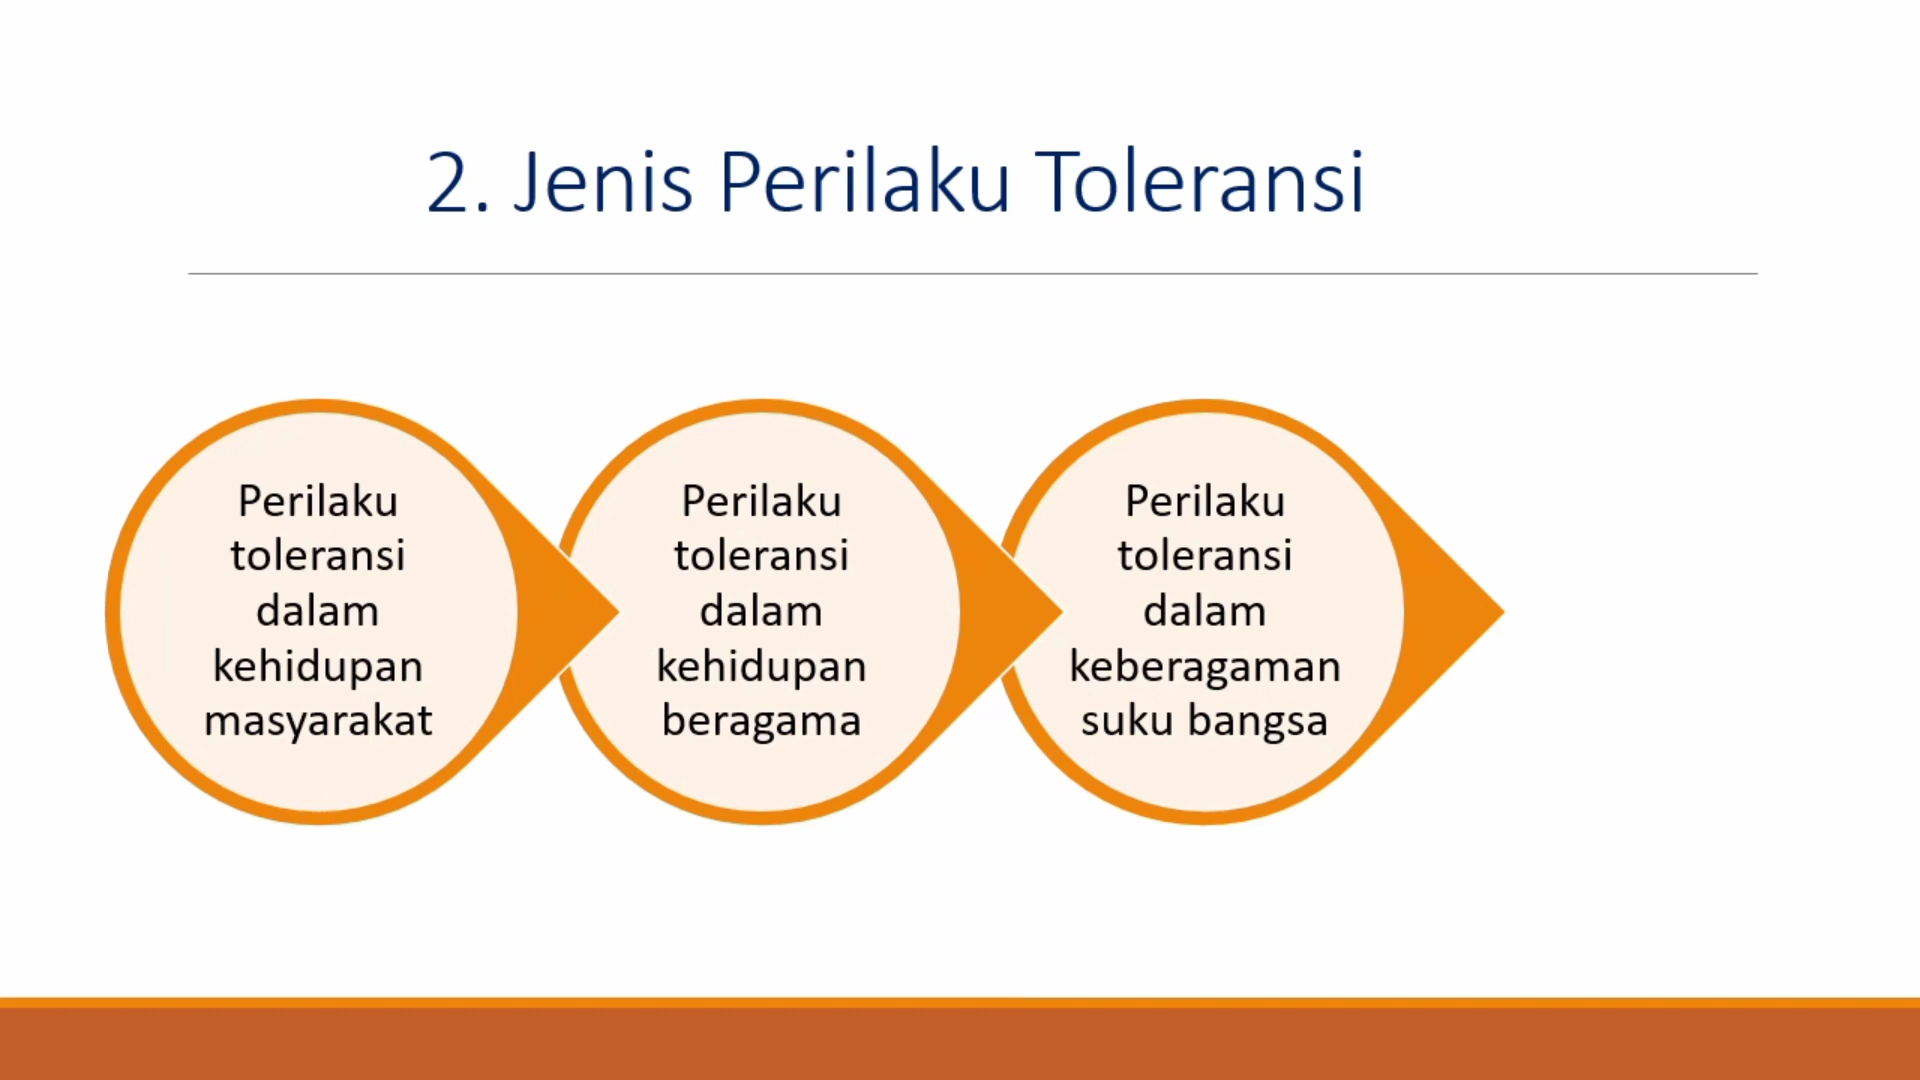 2. Jenis Perilaku Toleransi
Perilaku
toleransi
dalam
kehidupan
masyarakat
Perilaku
toleransi
dalam
kehidupan
beragama
Perilaku
toleransi
dalam
keberagaman
suku bangsa